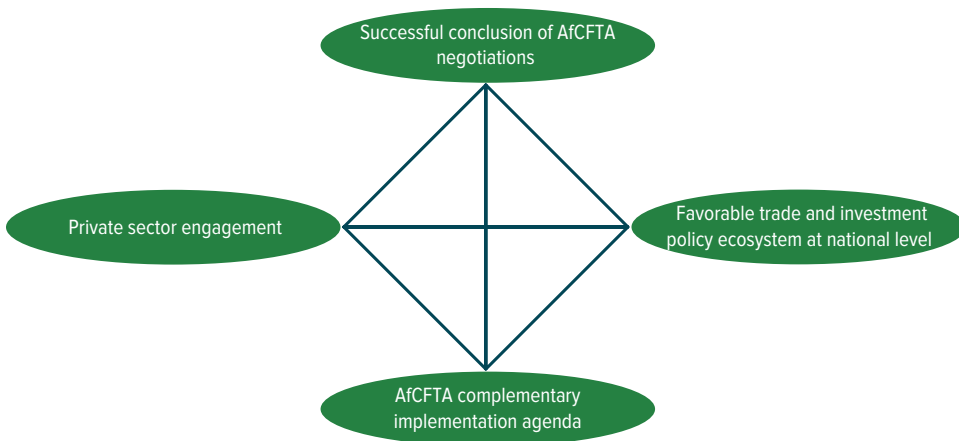 Successful conclusion of AfCFTA
negotiations
Private sector engagement
Favorable trade and investment
policy ecosystem at national level
AfCFTA complementary
implementation agenda